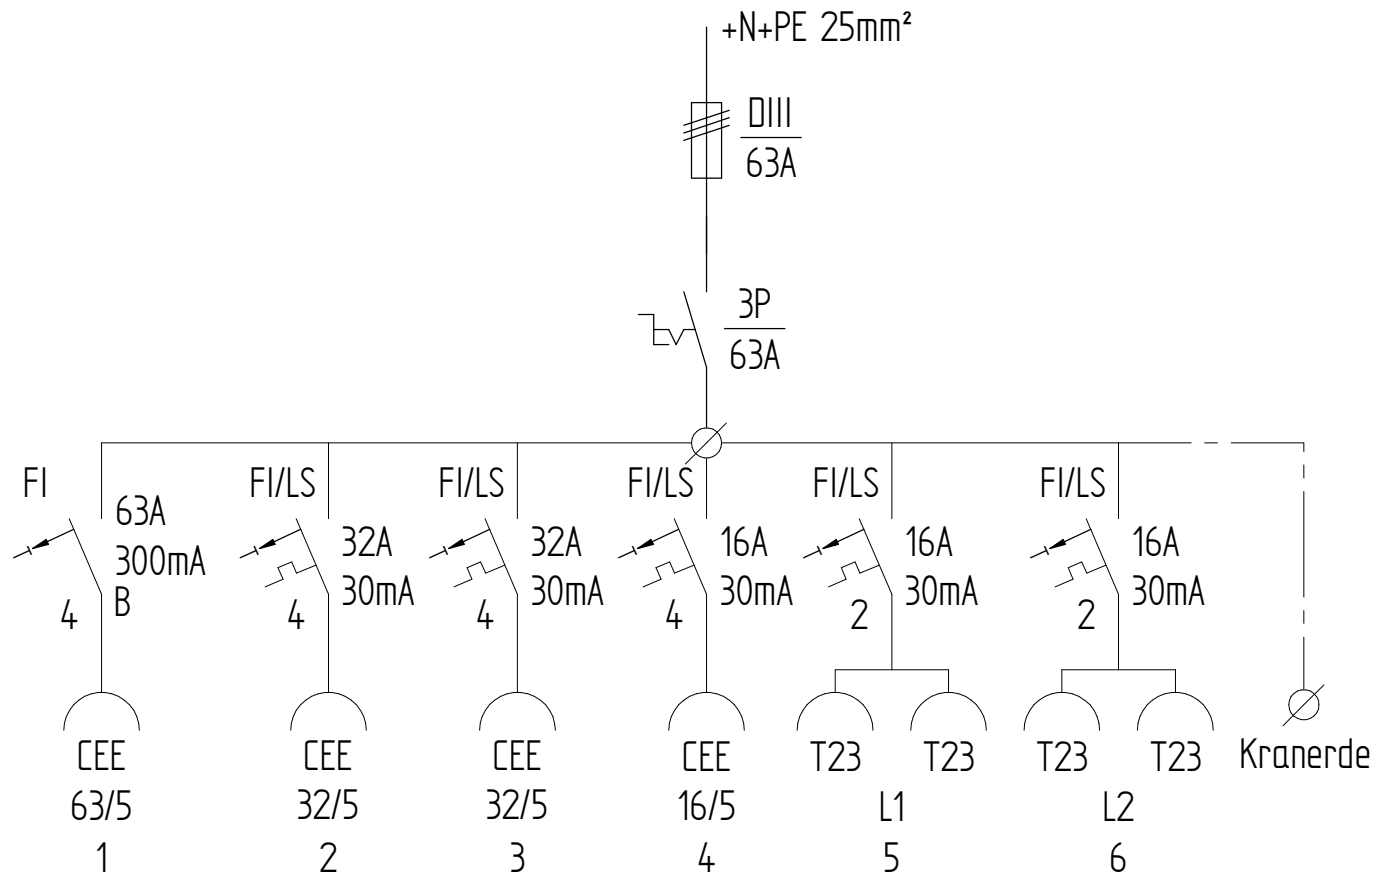 +N+PE 25mm²
DIII
63A
3P
63A
FI
63A
300mA
B
4
FI/LS
32A
30mA
4
FI/LS
32A
30mA
4
FI/LS
16A
30mA
4
FI/LS
16A
30mA
2
FI/LS
16A
30mA
2
CEE
63/5
1
CEE
32/5
2
CEE
32/5
3
CEE
16/5
4
T23 T23
L1
5
T23 T23
L2
6
Kranerde